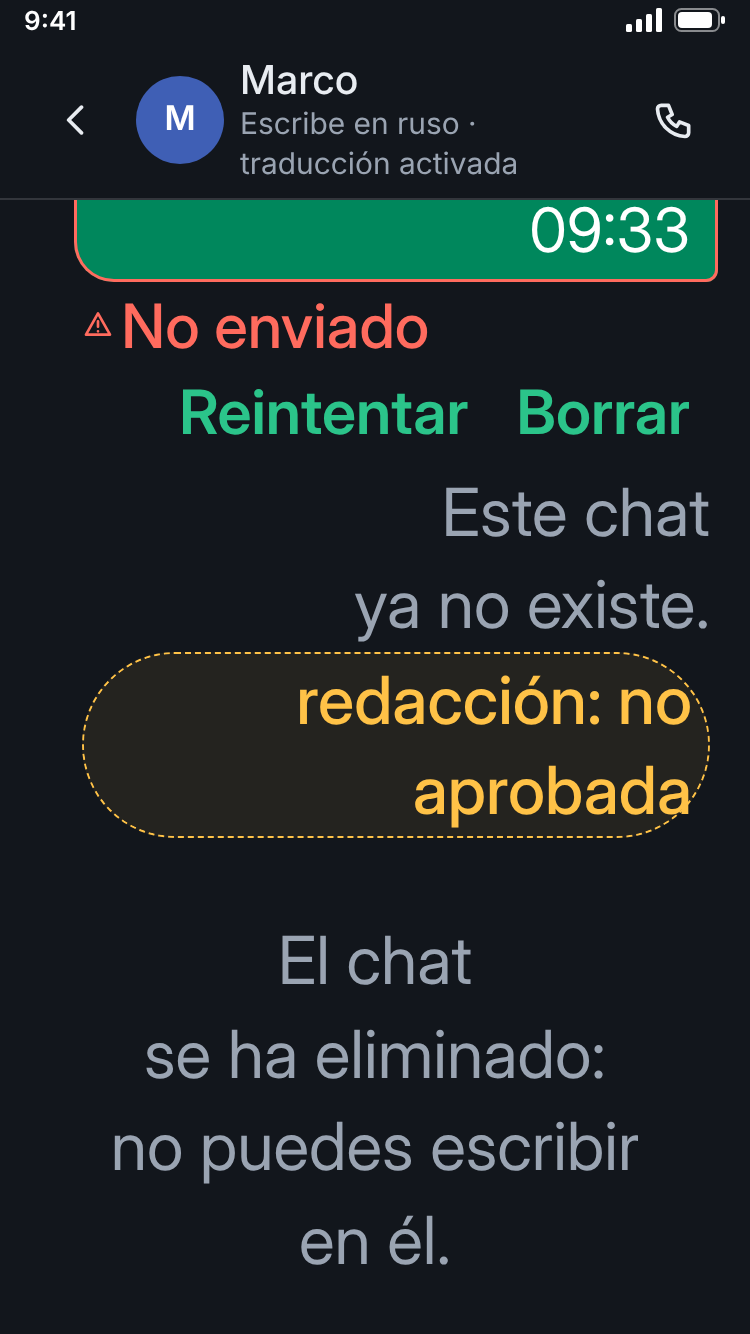 9:41
M
Marco
Escribe en ruso ·
traducción activada
09:33
No enviado
Reintentar Borrar
Este chat
ya no existe.
redacción: no
aprobada
El chat
se ha eliminado:
no puedes escribir
en él.